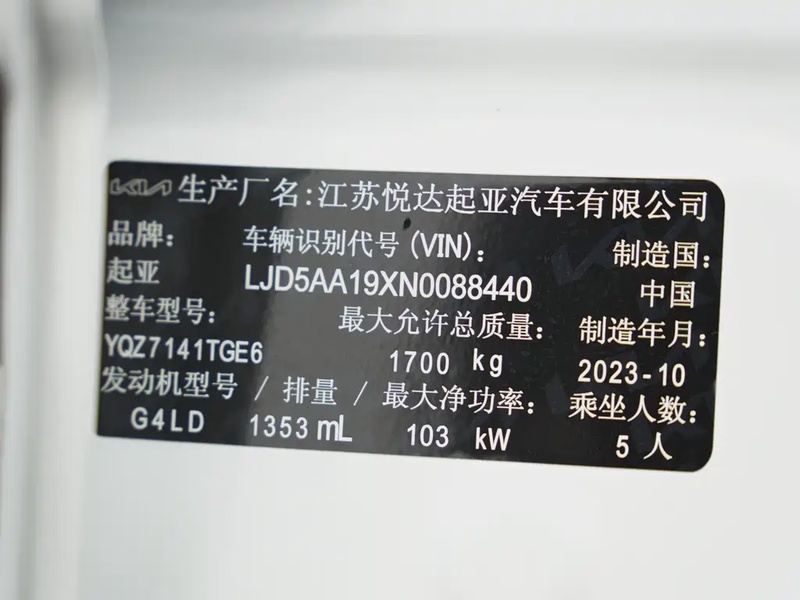 KIA 生产厂名:江苏悦达起亚汽车有限公司
品牌: 车辆识别代号(VIN): 制造国:
起亚 LJD5AA19XN0088440 中国
整车型号: 最大允许总质量: 制造年月:
YQZ7141TGE6 1700 kg 2023-10
发动机型号 / 排量 / 最大净功率: 乘坐人数:
G4LD 1353 mL 103 kW 5 人